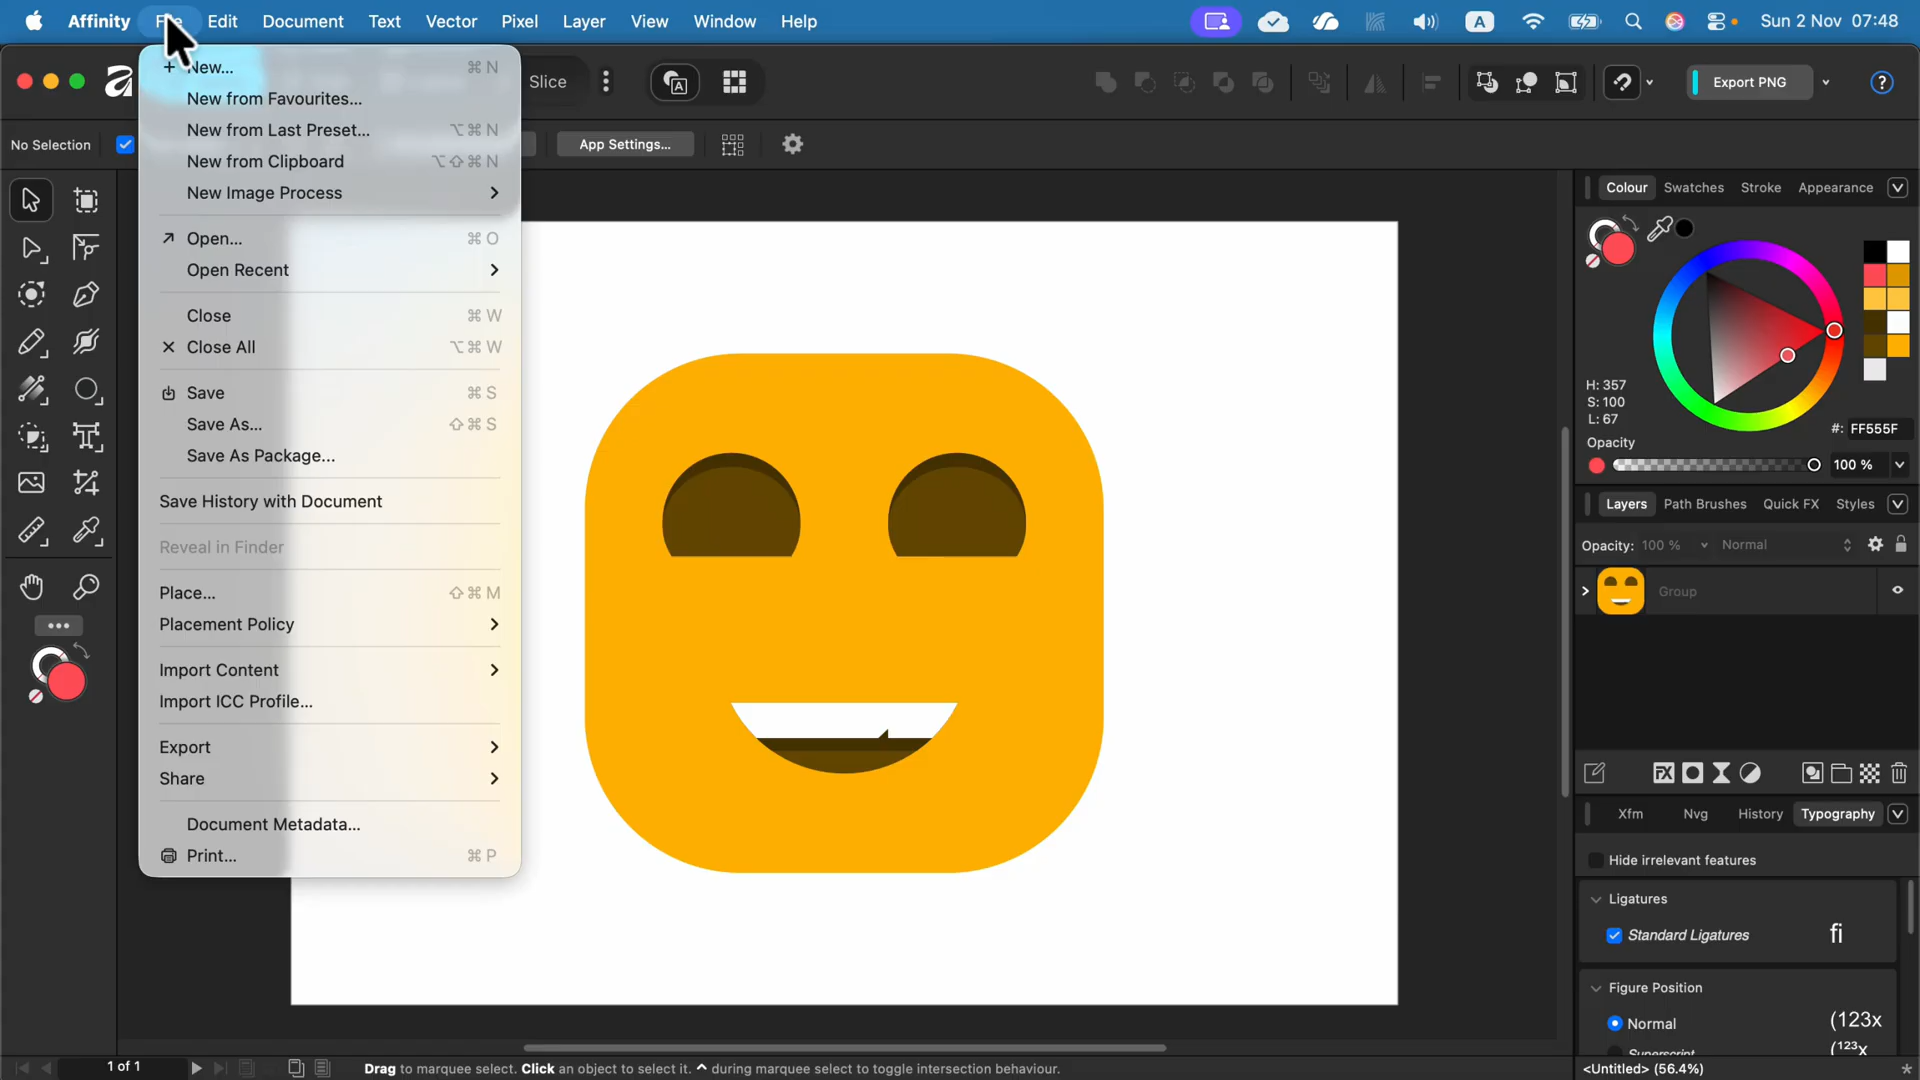 Affinity
Edit
Document
Text
Vector
Pixel
Layer
View
Window
Help
A
Sun 2 Nov 07:48
New... ⌘ N
New from Favourites...
New from Last Preset... ⌥ ⌘ N
New from Clipboard ⌥ ⇧ ⌘ N
New Image Process
Open... ⌘ O
Open Recent
Close ⌘ W
Close All ⌥ ⌘ W
Save ⌘ S
Save As... ⇧ ⌘ S
Save As Package...
Save History with Document
Reveal in Finder
Place... ⇧ ⌘ M
Placement Policy
Import Content
Import ICC Profile...
Export
Share
Document Metadata...
Print... ⌘ P
Slice
Export PNG
?
No Selection
App Settings...
Colour
Swatches
Stroke
Appearance
H: 357
S: 100
L: 67
#: FF555F
Opacity
100 %
Layers
Path Brushes
Quick FX
Styles
Opacity: 100 %
Normal
Group
FX
Xfm
Nvg
History
Typography
Hide irrelevant features
Ligatures
Standard Ligatures fi
Figure Position
Normal (123x
Superscript (123x
1 of 1
Drag to marquee select. Click an object to select it. ^ during marquee select to toggle intersection behaviour.
<Untitled> (56.4%)
*